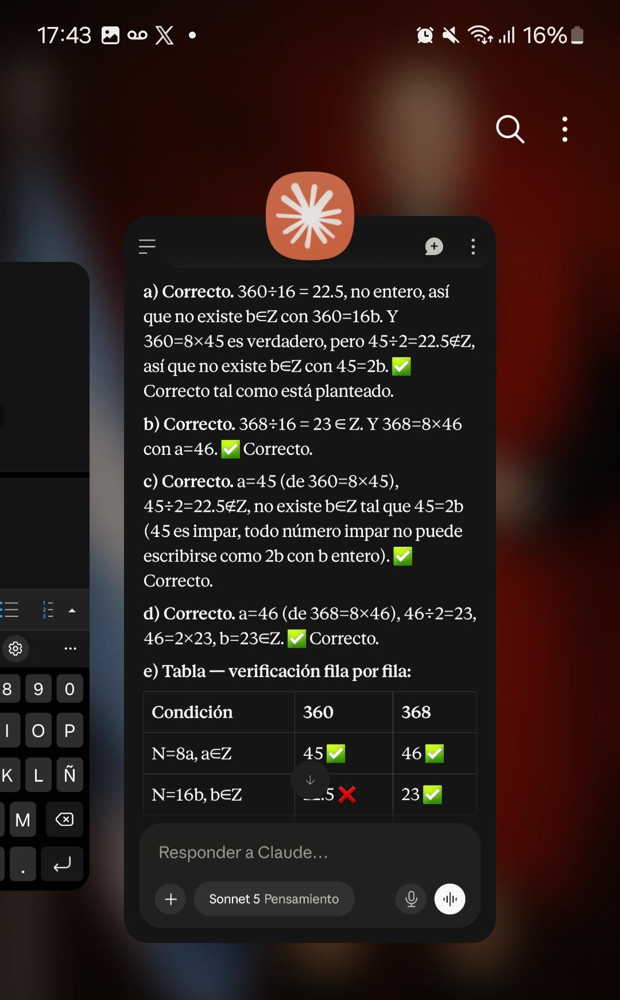 17:43
16%
a) Correcto. 360÷16 = 22.5, no entero, así
que no existe b∈Z con 360=16b. Y
360=8×45 es verdadero, pero 45÷2=22.5∉Z,
así que no existe b∈Z con 45=2b. ✅
Correcto tal como está planteado.
b) Correcto. 368÷16 = 23 ∈ Z. Y 368=8×46
con a=46. ✅ Correcto.
c) Correcto. a=45 (de 360=8×45),
45÷2=22.5∉Z, no existe b∈Z tal que 45=2b
(45 es impar, todo número impar no puede
escribirse como 2b con b entero). ✅
Correcto.
d) Correcto. a=46 (de 368=8×46), 46÷2=23,
46=2×23, b=23∈Z. ✅ Correcto.
e) Tabla — verificación fila por fila:
Condición 360 368
N=8a, a∈Z 45 ✅ 46 ✅
N=16b, b∈Z .5 ❌ 23 ✅
Responder a Claude...
Sonnet 5 Pensamiento
1
2
3
8 9 0
I O P
K L Ñ
M
.